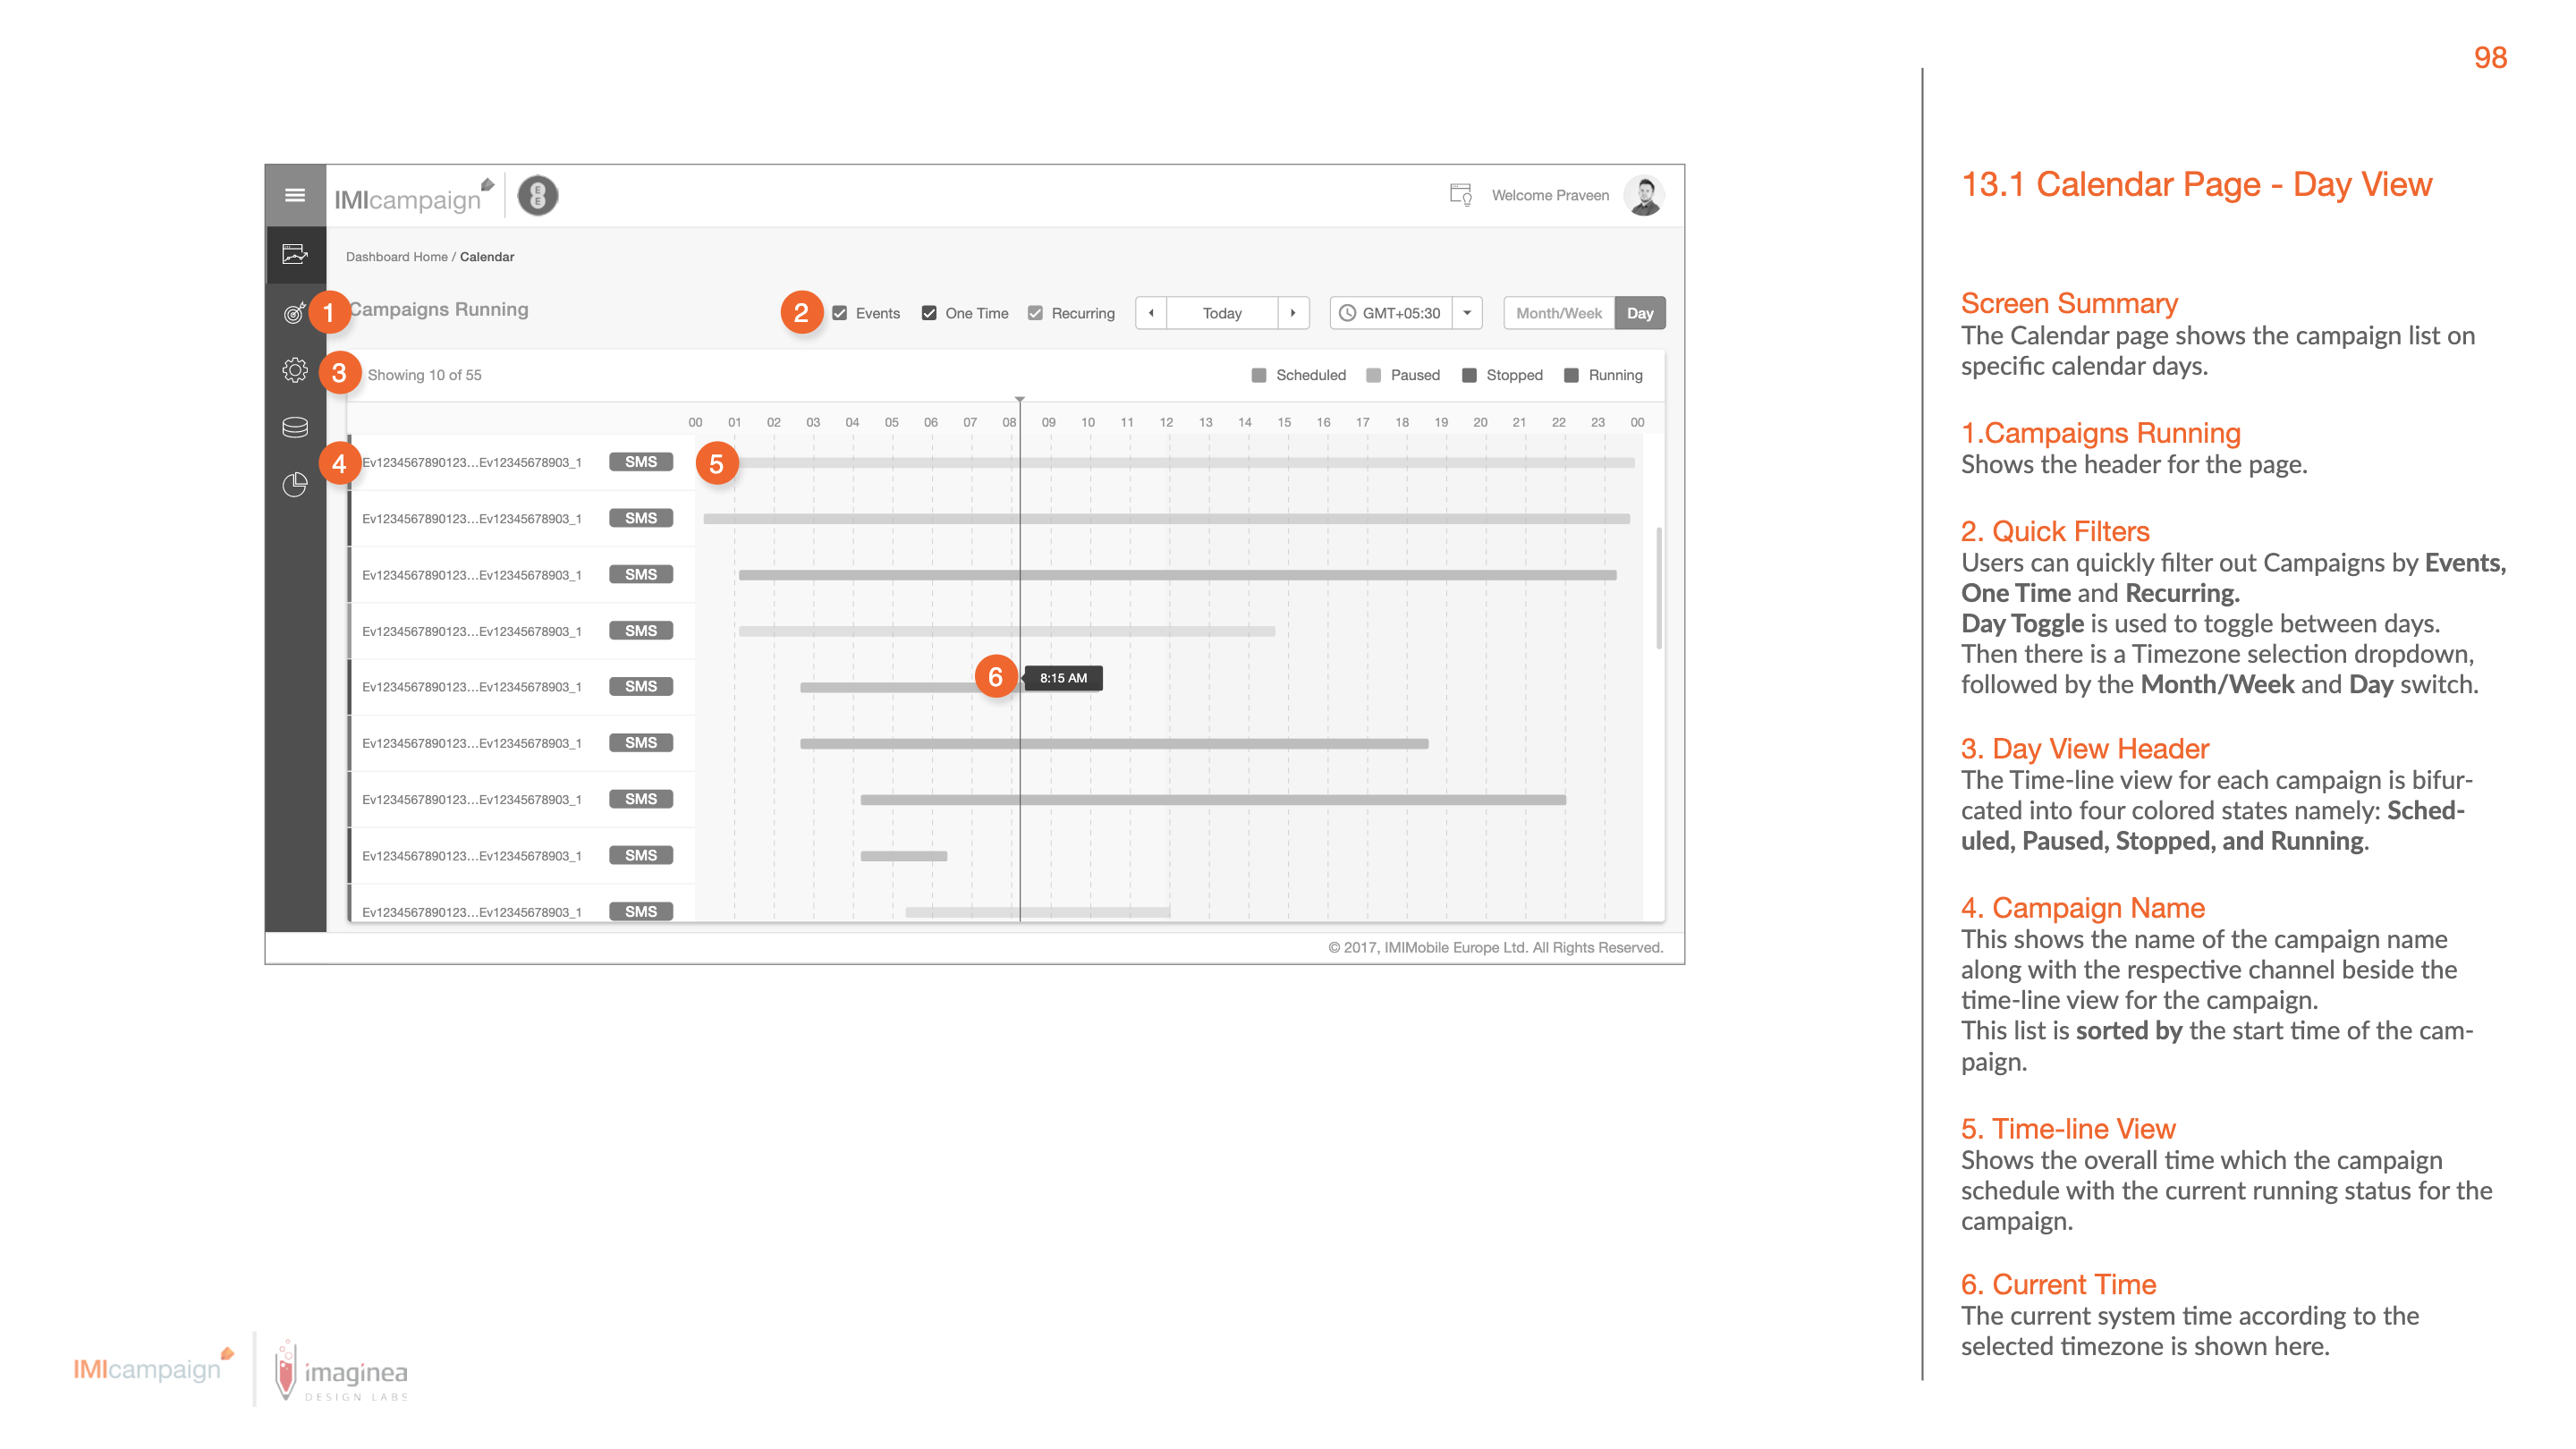 98
IMIcampaign
E
E
Welcome Praveen
Dashboard Home / Calendar
1 Campaigns Running
2 Events One Time Recurring Today GMT+05:30 Month/Week Day
3 Showing 10 of 55
Scheduled Paused Stopped Running
00 01 02 03 04 05 06 07 08 09 10 11 12 13 14 15 16 17 18 19 20 21 22 23 00
4 Ev1234567890123...Ev12345678903_1 SMS 5
Ev1234567890123...Ev12345678903_1 SMS
Ev1234567890123...Ev12345678903_1 SMS
Ev1234567890123...Ev12345678903_1 SMS
Ev1234567890123...Ev12345678903_1 SMS 6 8:15 AM
Ev1234567890123...Ev12345678903_1 SMS
Ev1234567890123...Ev12345678903_1 SMS
Ev1234567890123...Ev12345678903_1 SMS
Ev1234567890123...Ev12345678903_1 SMS
© 2017, IMIMobile Europe Ltd. All Rights Reserved.
13.1 Calendar Page - Day View
Screen Summary
The Calendar page shows the campaign list on
specific calendar days.
1.Campaigns Running
Shows the header for the page.
2. Quick Filters
Users can quickly filter out Campaigns by Events,
One Time and Recurring.
Day Toggle is used to toggle between days.
Then there is a Timezone selection dropdown,
followed by the Month/Week and Day switch.
3. Day View Header
The Time-line view for each campaign is bifur-
cated into four colored states namely: Sched-
uled, Paused, Stopped, and Running.
4. Campaign Name
This shows the name of the campaign name
along with the respective channel beside the
time-line view for the campaign.
This list is sorted by the start time of the cam-
paign.
5. Time-line View
Shows the overall time which the campaign
schedule with the current running status for the
campaign.
6. Current Time
The current system time according to the
selected timezone is shown here.
IMIcampaign
imaginea
DESIGN LABS